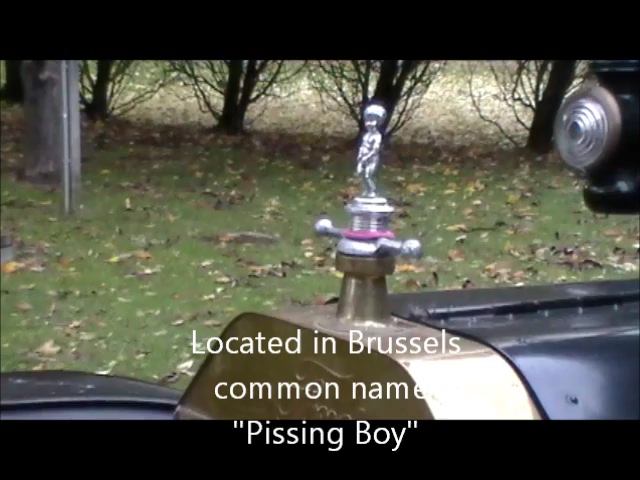 Located in Brussels
common name
"Pissing Boy"